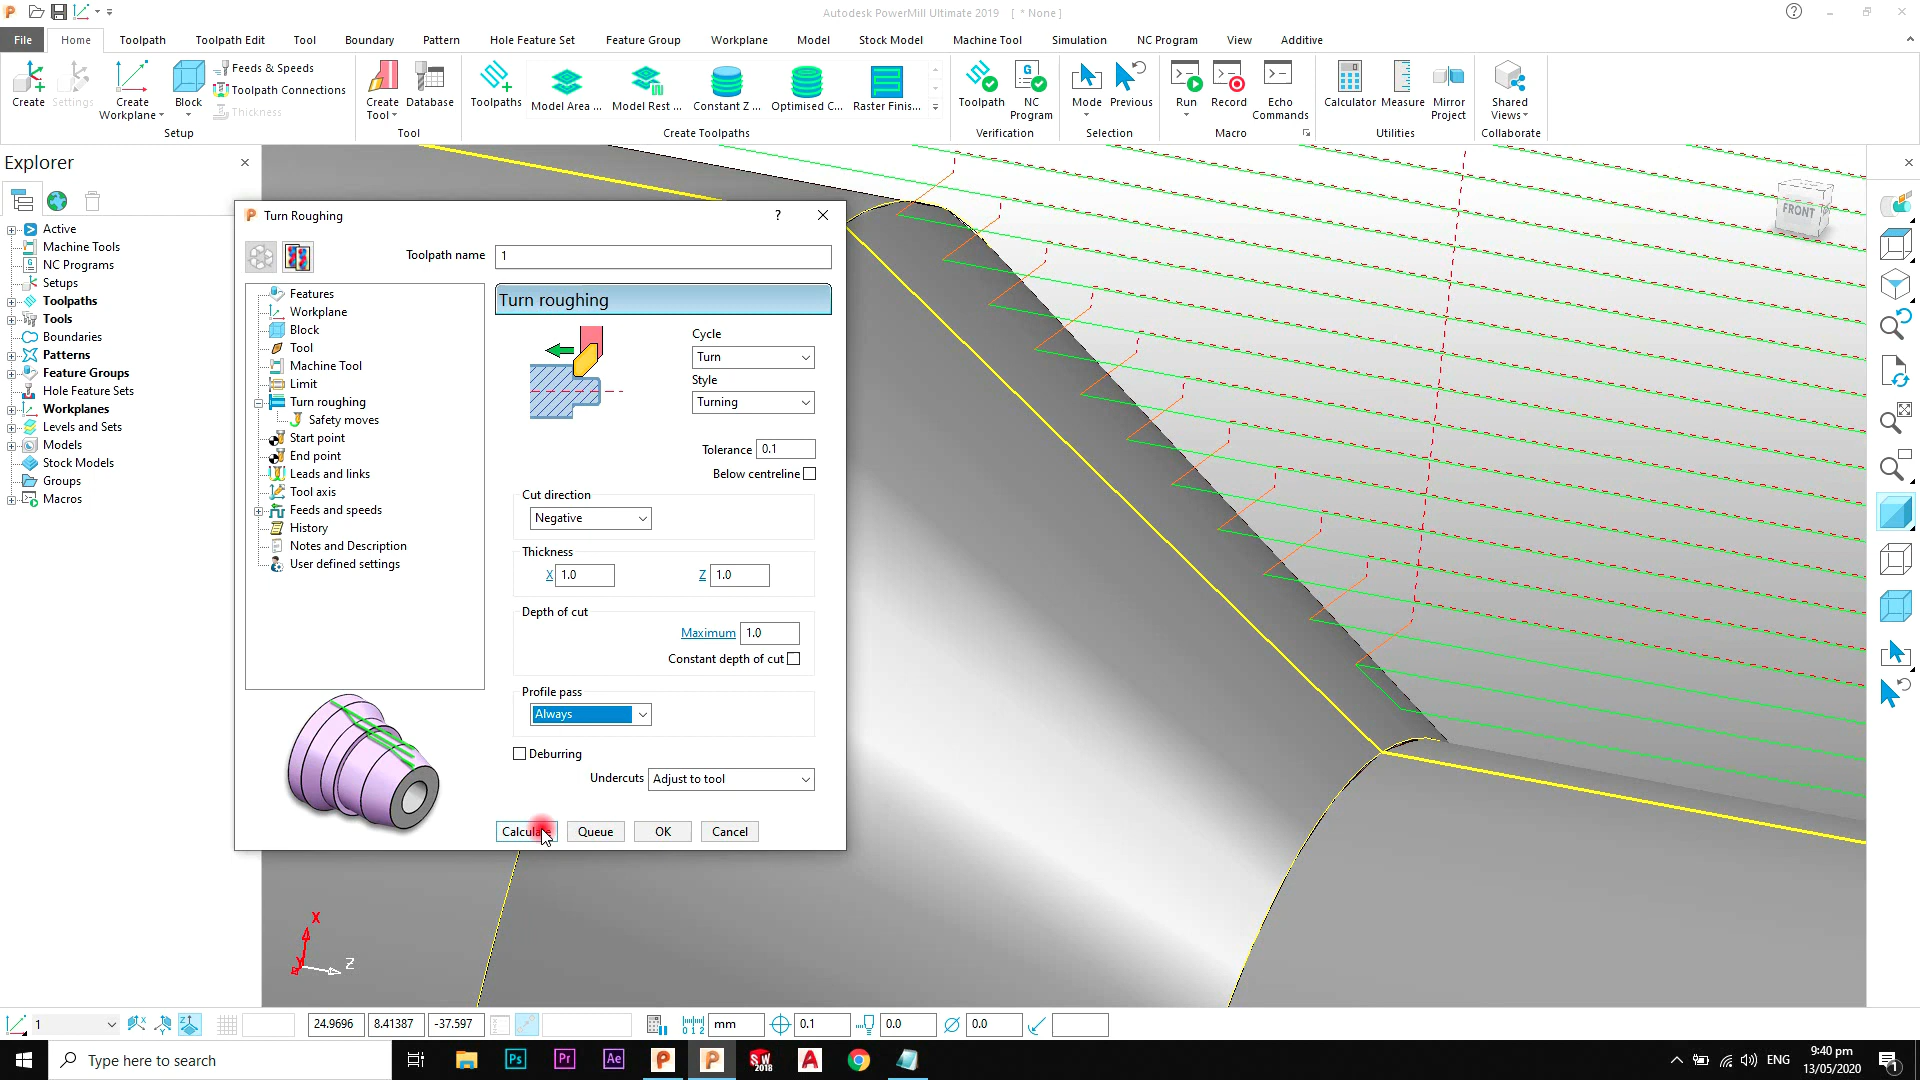 Autodesk PowerMill Ultimate 2019 [ * None ]
File
Home
Toolpath
Toolpath Edit
Tool
Boundary
Pattern
Hole Feature Set
Feature Group
Workplane
Model
Stock Model
Machine Tool
Simulation
NC Program
View
Additive
Create
Settings
Create Workplane
Block
Feeds & Speeds
Toolpath Connections
Thickness
Setup
Create Tool
Database
Tool
Toolpaths
Model Area ...
Model Rest ...
Constant Z ...
Optimised C...
Raster Finis...
Create Toolpaths
Toolpath
NC Program
Verification
Mode
Previous
Selection
Run
Record
Echo Commands
Macro
Calculator
Measure
Mirror Project
Utilities
Shared Views
Collaborate
Explorer
Active
Machine Tools
NC Programs
Setups
Toolpaths
Tools
Boundaries
Patterns
Feature Groups
Hole Feature Sets
Workplanes
Levels and Sets
Models
Stock Models
Groups
Macros
Turn Roughing
?
Toolpath name
1
Features
Workplane
Block
Tool
Machine Tool
Limit
Turn roughing
Safety moves
Start point
End point
Leads and links
Tool axis
Feeds and speeds
History
Notes and Description
User defined settings
Turn roughing
Cycle
Turn
Style
Turning
Tolerance 0.1
Below centreline
Cut direction
Negative
Thickness
X 1.0
Z 1.0
Depth of cut
Maximum 1.0
Constant depth of cut
Profile pass
Always
Deburring
Undercuts Adjust to tool
Calculate
Queue
OK
Cancel
FRONT
X
Y
Z
1
24.9696
8.41387
-37.597
mm
0.1
0.0
0.0
Type here to search
Ps
Pr
Ae
SW
2018
A
ENG
9:40 pm
13/05/2020
1